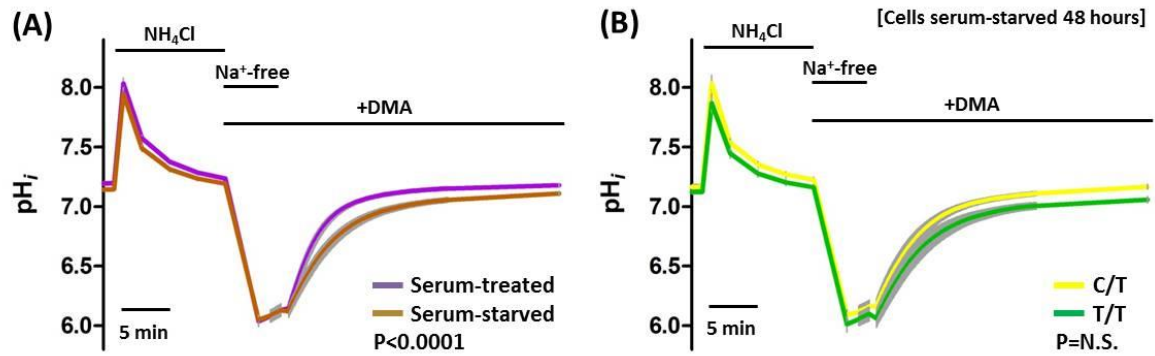 (A)
NH₄Cl
Na⁺-free
+DMA
8.0
7.5
7.0
6.5
6.0
pHi
5 min
Serum-treated
Serum-starved
P<0.0001
(B)
[Cells serum-starved 48 hours]
NH₄Cl
Na⁺-free
+DMA
8.0
7.5
7.0
6.5
6.0
pHi
5 min
C/T
T/T
P=N.S.